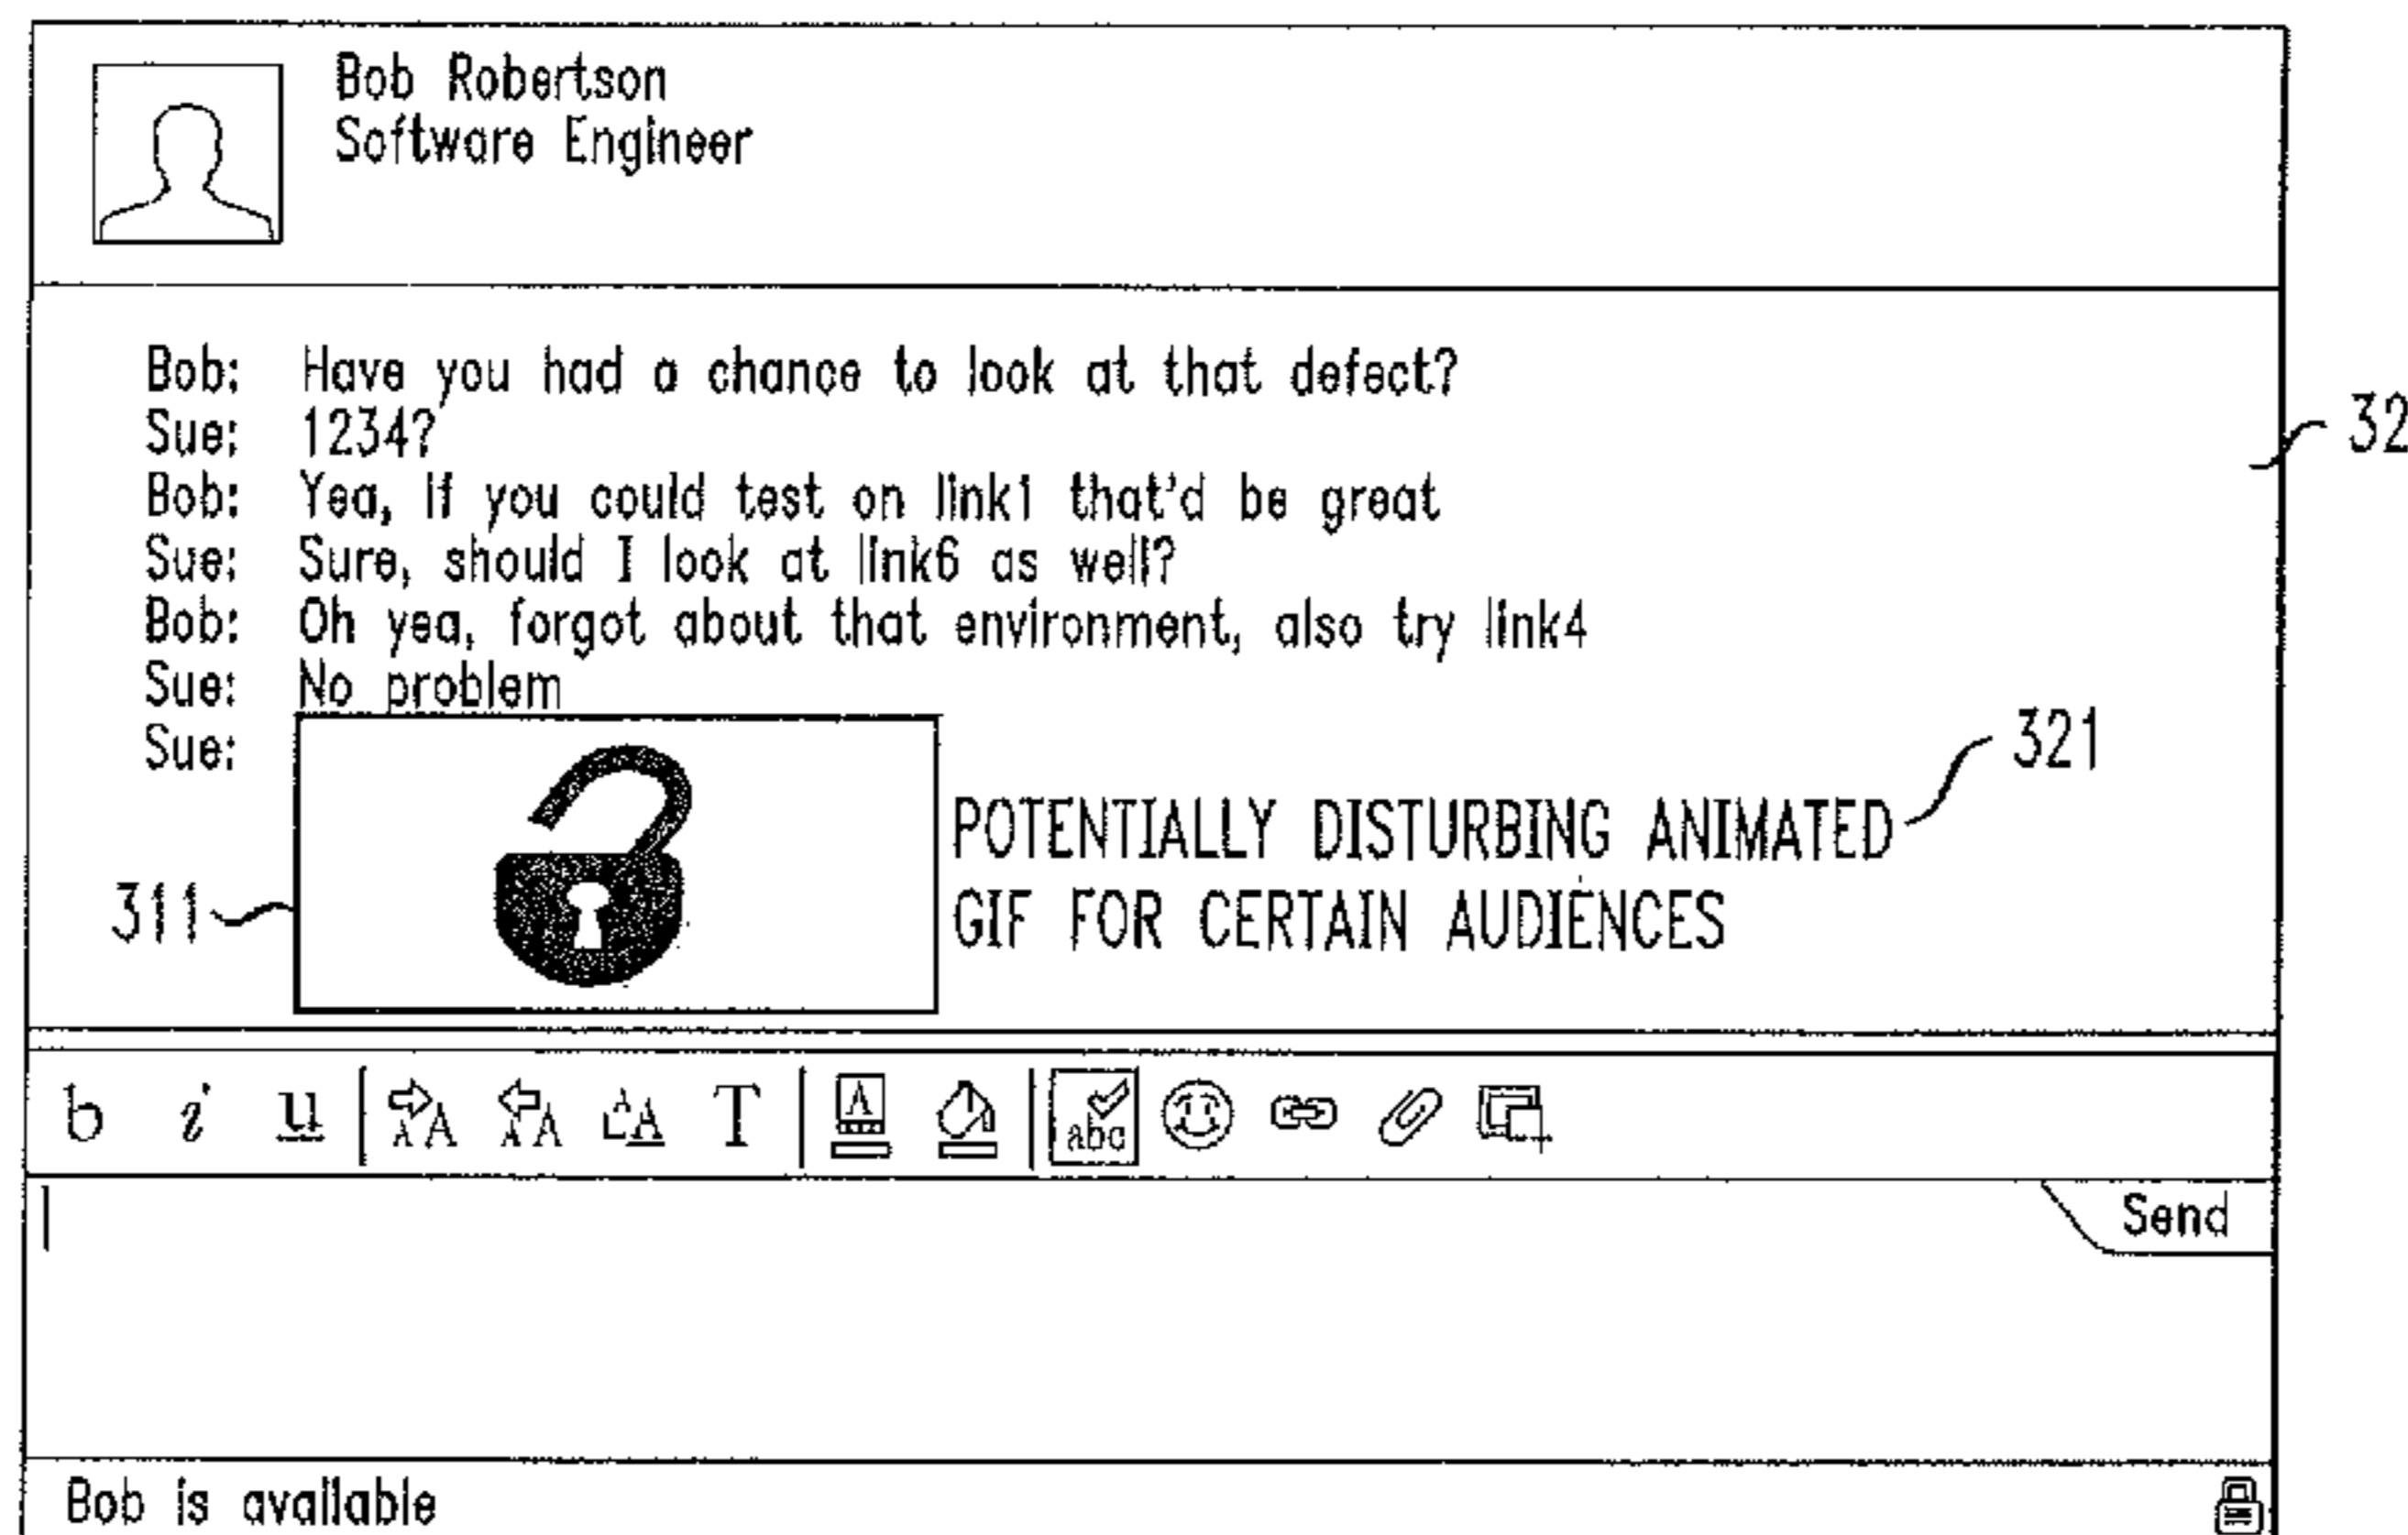 Bob Robertson
Software Engineer
Bob: Have you had a chance to look at that defect?
Sue: 1234?
32
Bob: Yea, if you could test on link1 that'd be great
Sue: Sure, should I look at link6 as well?
Bob: Oh yea, forgot about that environment, also try link4
Sue: No problem
Sue:
321
POTENTIALLY DISTURBING ANIMATED
GIF FOR CERTAIN AUDIENCES
311
b i u A A A A A A T A abc
Send
Bob is available